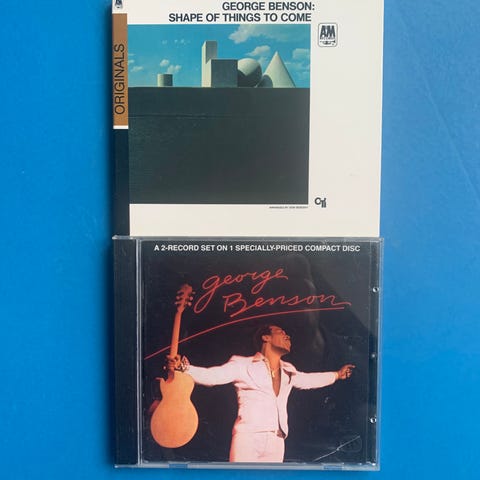 GEORGE BENSON:
SHAPE OF THINGS TO COME
A&M
ORIGINALS
CTi
A 2-RECORD SET ON 1 SPECIALLY-PRICED COMPACT DISC
george
Benson